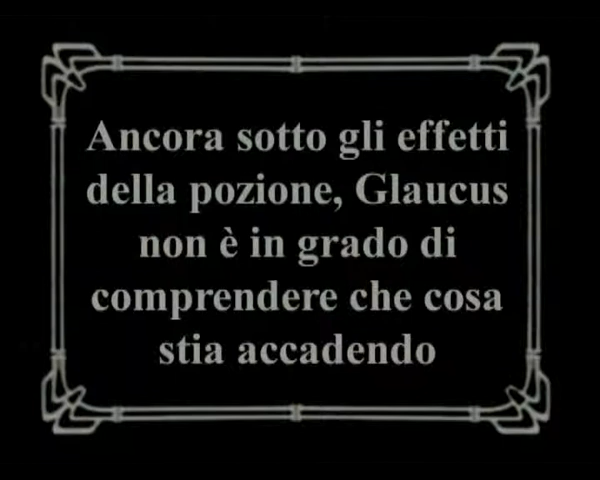 Ancora sotto gli effetti
della pozione, Glaucus
non è in grado di
comprendere che cosa
stia accadendo